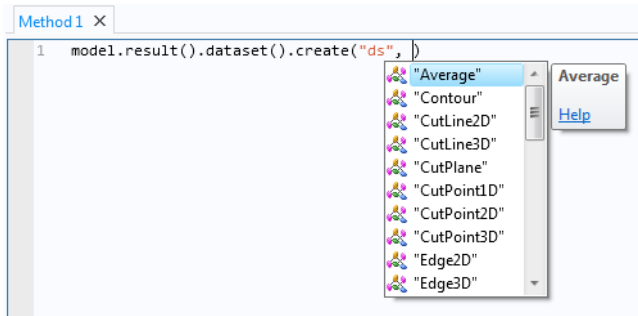 Method 1 ×
1 model.result().dataset().create("ds", )
"Average"
"Contour"
"CutLine2D"
"CutLine3D"
"CutPlane"
"CutPoint1D"
"CutPoint2D"
"CutPoint3D"
"Edge2D"
"Edge3D"
Average
Help